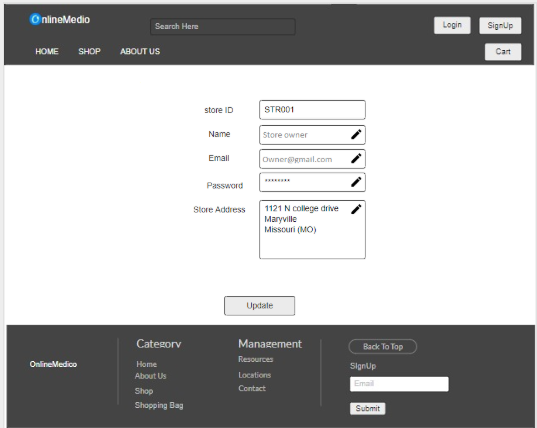 OnlineMedio
Search Here
Login
SignUp
HOME
SHOP
ABOUT US
Cart
store ID
STR001
Name
Store owner
Email
Owner@gmail.com
Password
********
Store Address
1121 N college drive
Maryville
Missouri (MO)
Update
OnlineMedico
Category
Home
About Us
Shop
Shopping Bag
Management
Resources
Locations
Contact
Back To Top
SignUp
Email
Submit